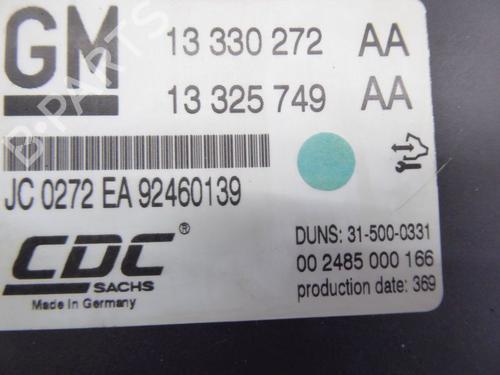 GM
13 330 272 AA
13 325 749 AA
JC 0272 EA 92460139
CDC®
SACHS
Made in Germany
DUNS: 31-500-0331
00 2485 000 166
production date: 369
B-PARTS